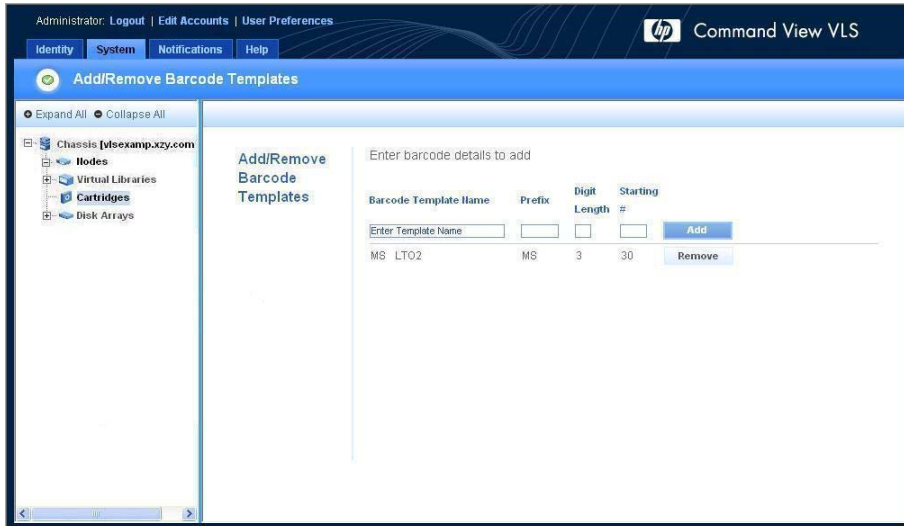 Administrator: Logout | Edit Accounts | User Preferences
hp Command View VLS
Identity System Notifications Help
Add/Remove Barcode Templates
Expand All Collapse All
Chassis [vlsexamp.xzy.com
Nodes
Virtual Libraries
Cartridges
Disk Arrays
Add/Remove
Barcode
Templates
Enter barcode details to add
Barcode Template Name Prefix Digit Length Starting #
Enter Template Name Add
MS LTO2 MS 3 30 Remove